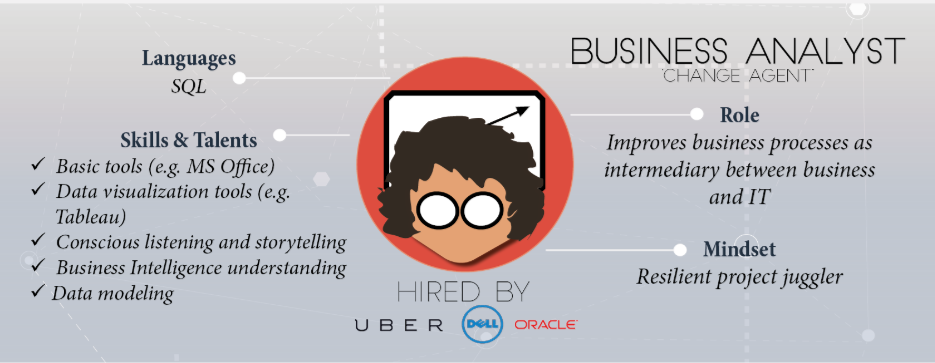 Languages
SQL
Skills & Talents
✓ Basic tools (e.g. MS Office)
✓ Data visualization tools (e.g.
Tableau)
✓ Conscious listening and storytelling
✓ Business Intelligence understanding
✓ Data modeling
BUSINESS ANALYST
"CHANGE AGENT"
Role
Improves business processes as
intermediary between business
and IT
Mindset
Resilient project juggler
HIRED BY
UBER DELL ORACLE